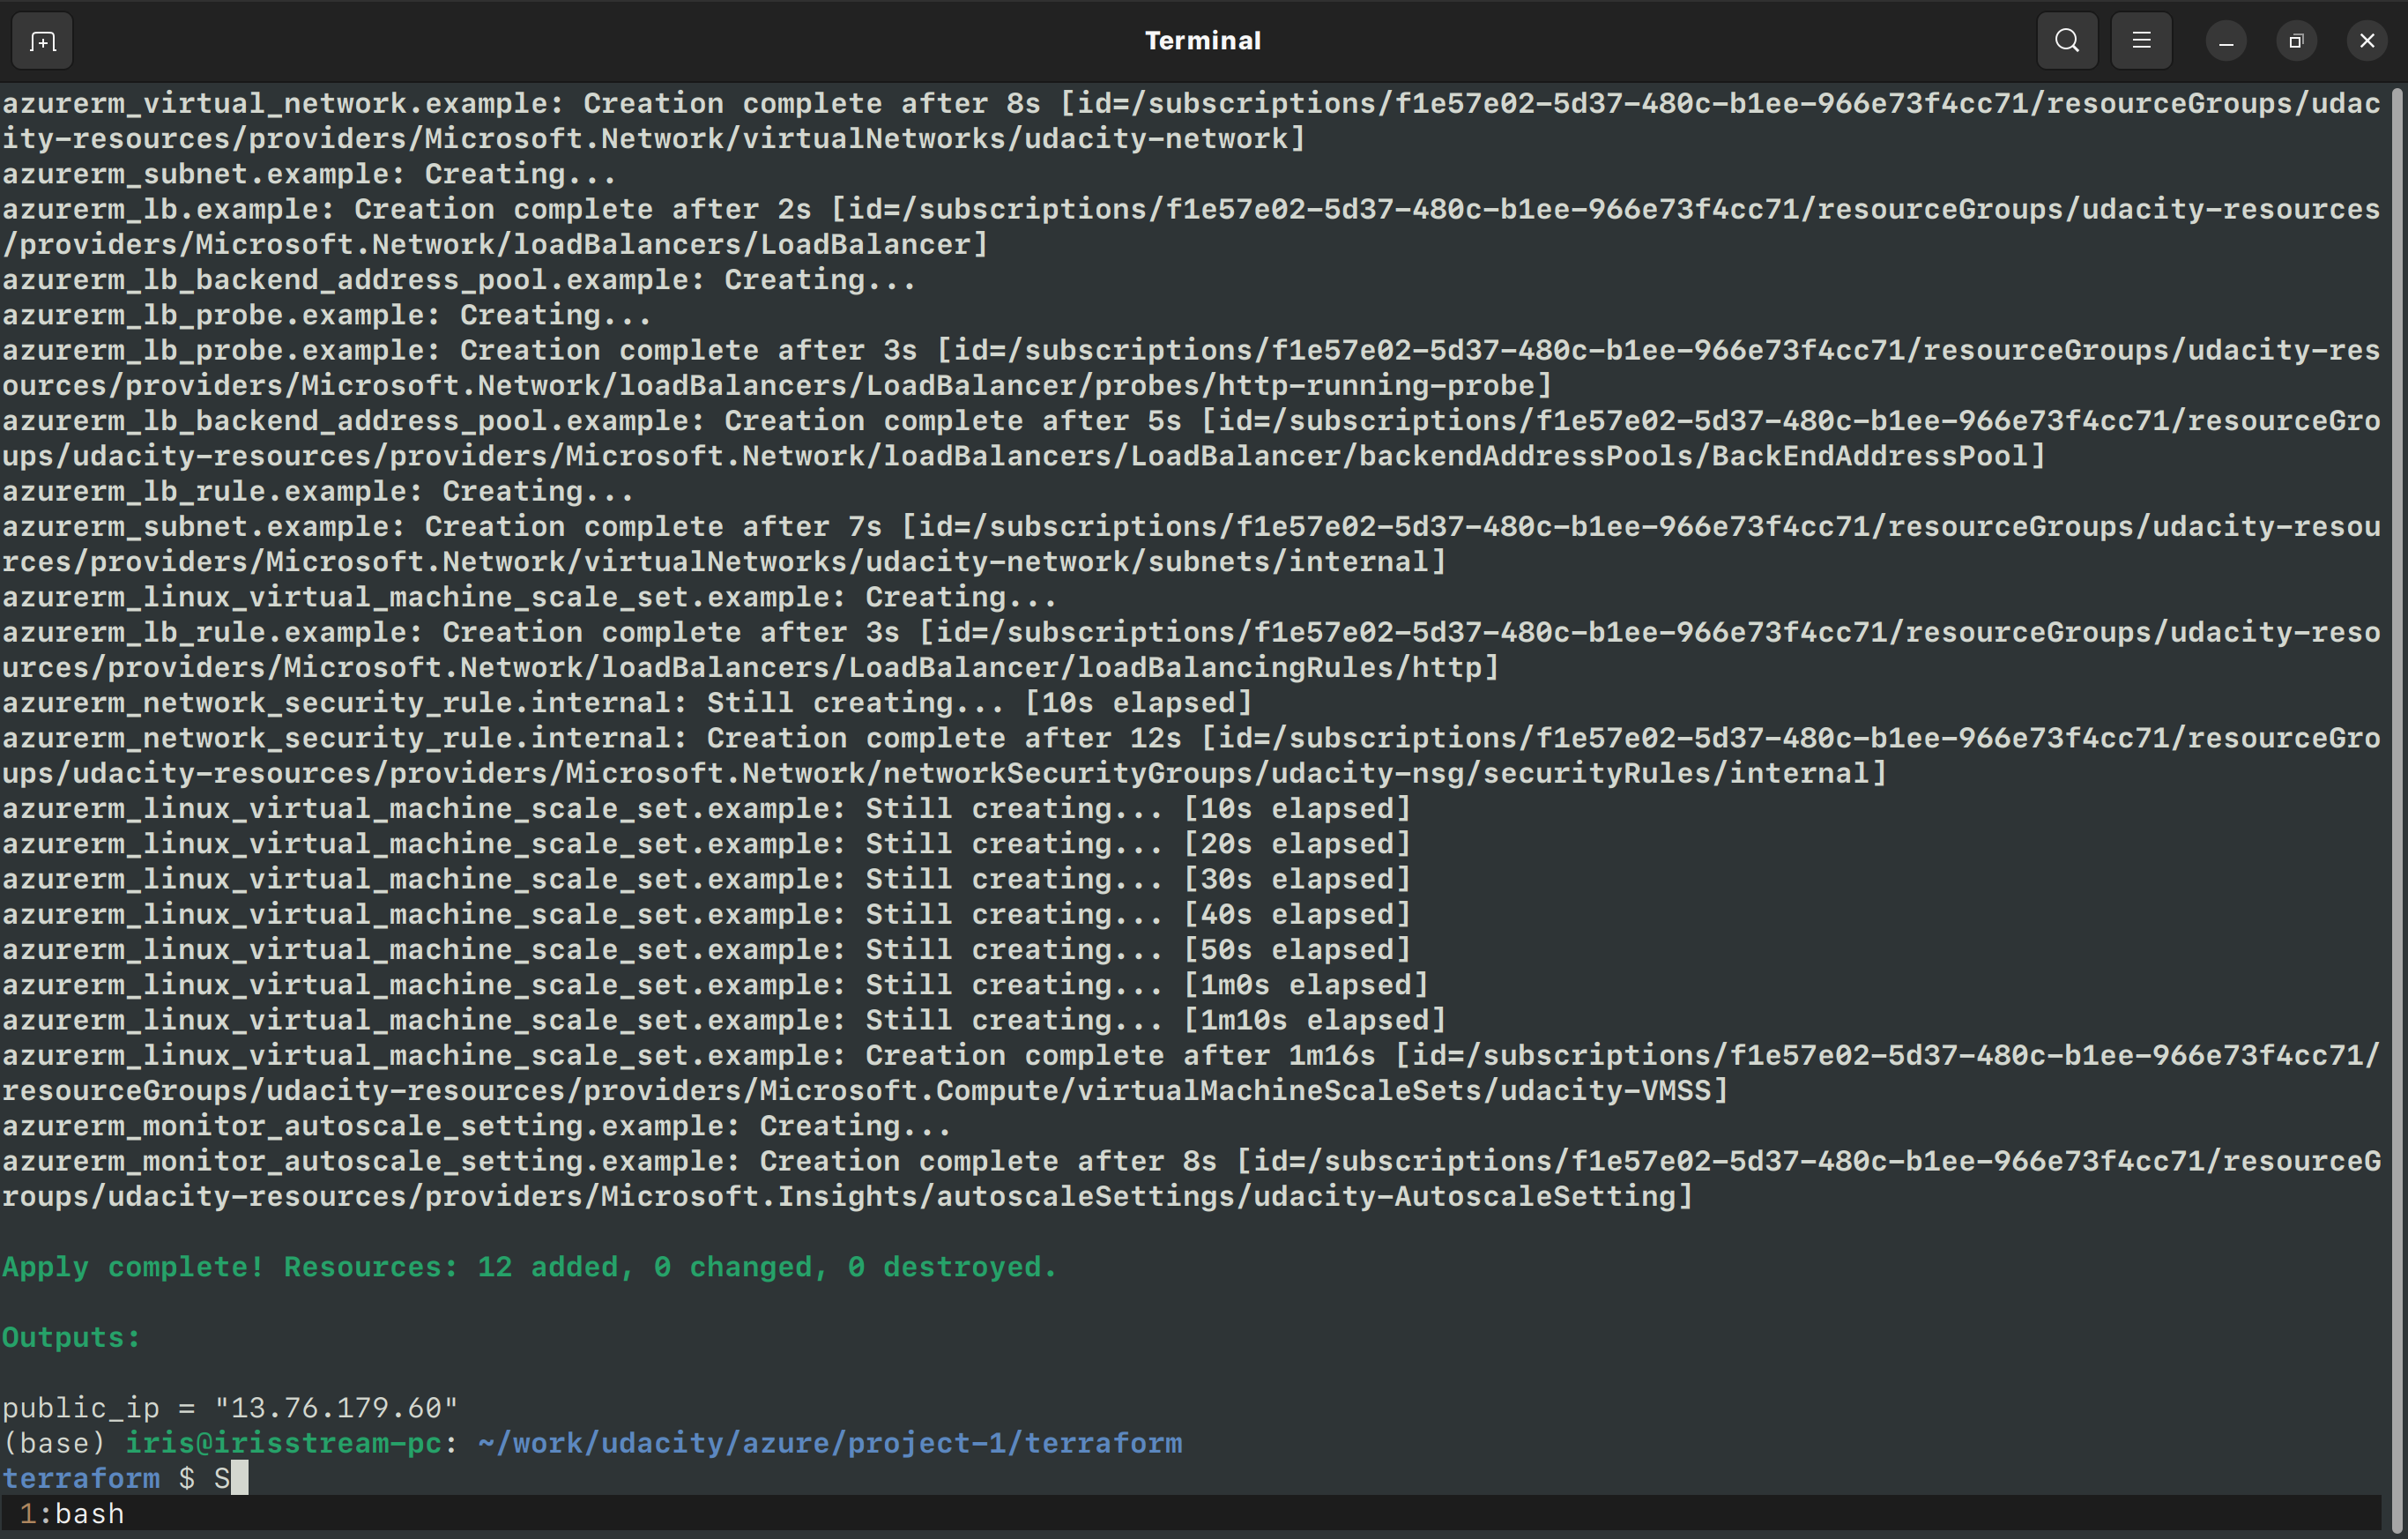 Terminal
azurerm_virtual_network.example: Creation complete after 8s [id=/subscriptions/f1e57e02-5d37-480c-b1ee-966e73f4cc71/resourceGroups/udac
ity-resources/providers/Microsoft.Network/virtualNetworks/udacity-network]
azurerm_subnet.example: Creating...
azurerm_lb.example: Creation complete after 2s [id=/subscriptions/f1e57e02-5d37-480c-b1ee-966e73f4cc71/resourceGroups/udacity-resources
/providers/Microsoft.Network/loadBalancers/LoadBalancer]
azurerm_lb_backend_address_pool.example: Creating...
azurerm_lb_probe.example: Creating...
azurerm_lb_probe.example: Creation complete after 3s [id=/subscriptions/f1e57e02-5d37-480c-b1ee-966e73f4cc71/resourceGroups/udacity-res
ources/providers/Microsoft.Network/loadBalancers/LoadBalancer/probes/http-running-probe]
azurerm_lb_backend_address_pool.example: Creation complete after 5s [id=/subscriptions/f1e57e02-5d37-480c-b1ee-966e73f4cc71/resourceGro
ups/udacity-resources/providers/Microsoft.Network/loadBalancers/LoadBalancer/backendAddressPools/BackEndAddressPool]
azurerm_lb_rule.example: Creating...
azurerm_subnet.example: Creation complete after 7s [id=/subscriptions/f1e57e02-5d37-480c-b1ee-966e73f4cc71/resourceGroups/udacity-resou
rces/providers/Microsoft.Network/virtualNetworks/udacity-network/subnets/internal]
azurerm_linux_virtual_machine_scale_set.example: Creating...
azurerm_lb_rule.example: Creation complete after 3s [id=/subscriptions/f1e57e02-5d37-480c-b1ee-966e73f4cc71/resourceGroups/udacity-reso
urces/providers/Microsoft.Network/loadBalancers/LoadBalancer/loadBalancingRules/http]
azurerm_network_security_rule.internal: Still creating... [10s elapsed]
azurerm_network_security_rule.internal: Creation complete after 12s [id=/subscriptions/f1e57e02-5d37-480c-b1ee-966e73f4cc71/resourceGro
ups/udacity-resources/providers/Microsoft.Network/networkSecurityGroups/udacity-nsg/securityRules/internal]
azurerm_linux_virtual_machine_scale_set.example: Still creating... [10s elapsed]
azurerm_linux_virtual_machine_scale_set.example: Still creating... [20s elapsed]
azurerm_linux_virtual_machine_scale_set.example: Still creating... [30s elapsed]
azurerm_linux_virtual_machine_scale_set.example: Still creating... [40s elapsed]
azurerm_linux_virtual_machine_scale_set.example: Still creating... [50s elapsed]
azurerm_linux_virtual_machine_scale_set.example: Still creating... [1m0s elapsed]
azurerm_linux_virtual_machine_scale_set.example: Still creating... [1m10s elapsed]
azurerm_linux_virtual_machine_scale_set.example: Creation complete after 1m16s [id=/subscriptions/f1e57e02-5d37-480c-b1ee-966e73f4cc71/
resourceGroups/udacity-resources/providers/Microsoft.Compute/virtualMachineScaleSets/udacity-VMSS]
azurerm_monitor_autoscale_setting.example: Creating...
azurerm_monitor_autoscale_setting.example: Creation complete after 8s [id=/subscriptions/f1e57e02-5d37-480c-b1ee-966e73f4cc71/resourceG
roups/udacity-resources/providers/Microsoft.Insights/autoscaleSettings/udacity-AutoscaleSetting]
Apply complete! Resources: 12 added, 0 changed, 0 destroyed.
Outputs:
public_ip = "13.76.179.60"
(base) iris@irisstream-pc: ~/work/udacity/azure/project-1/terraform
terraform $ S
1:bash